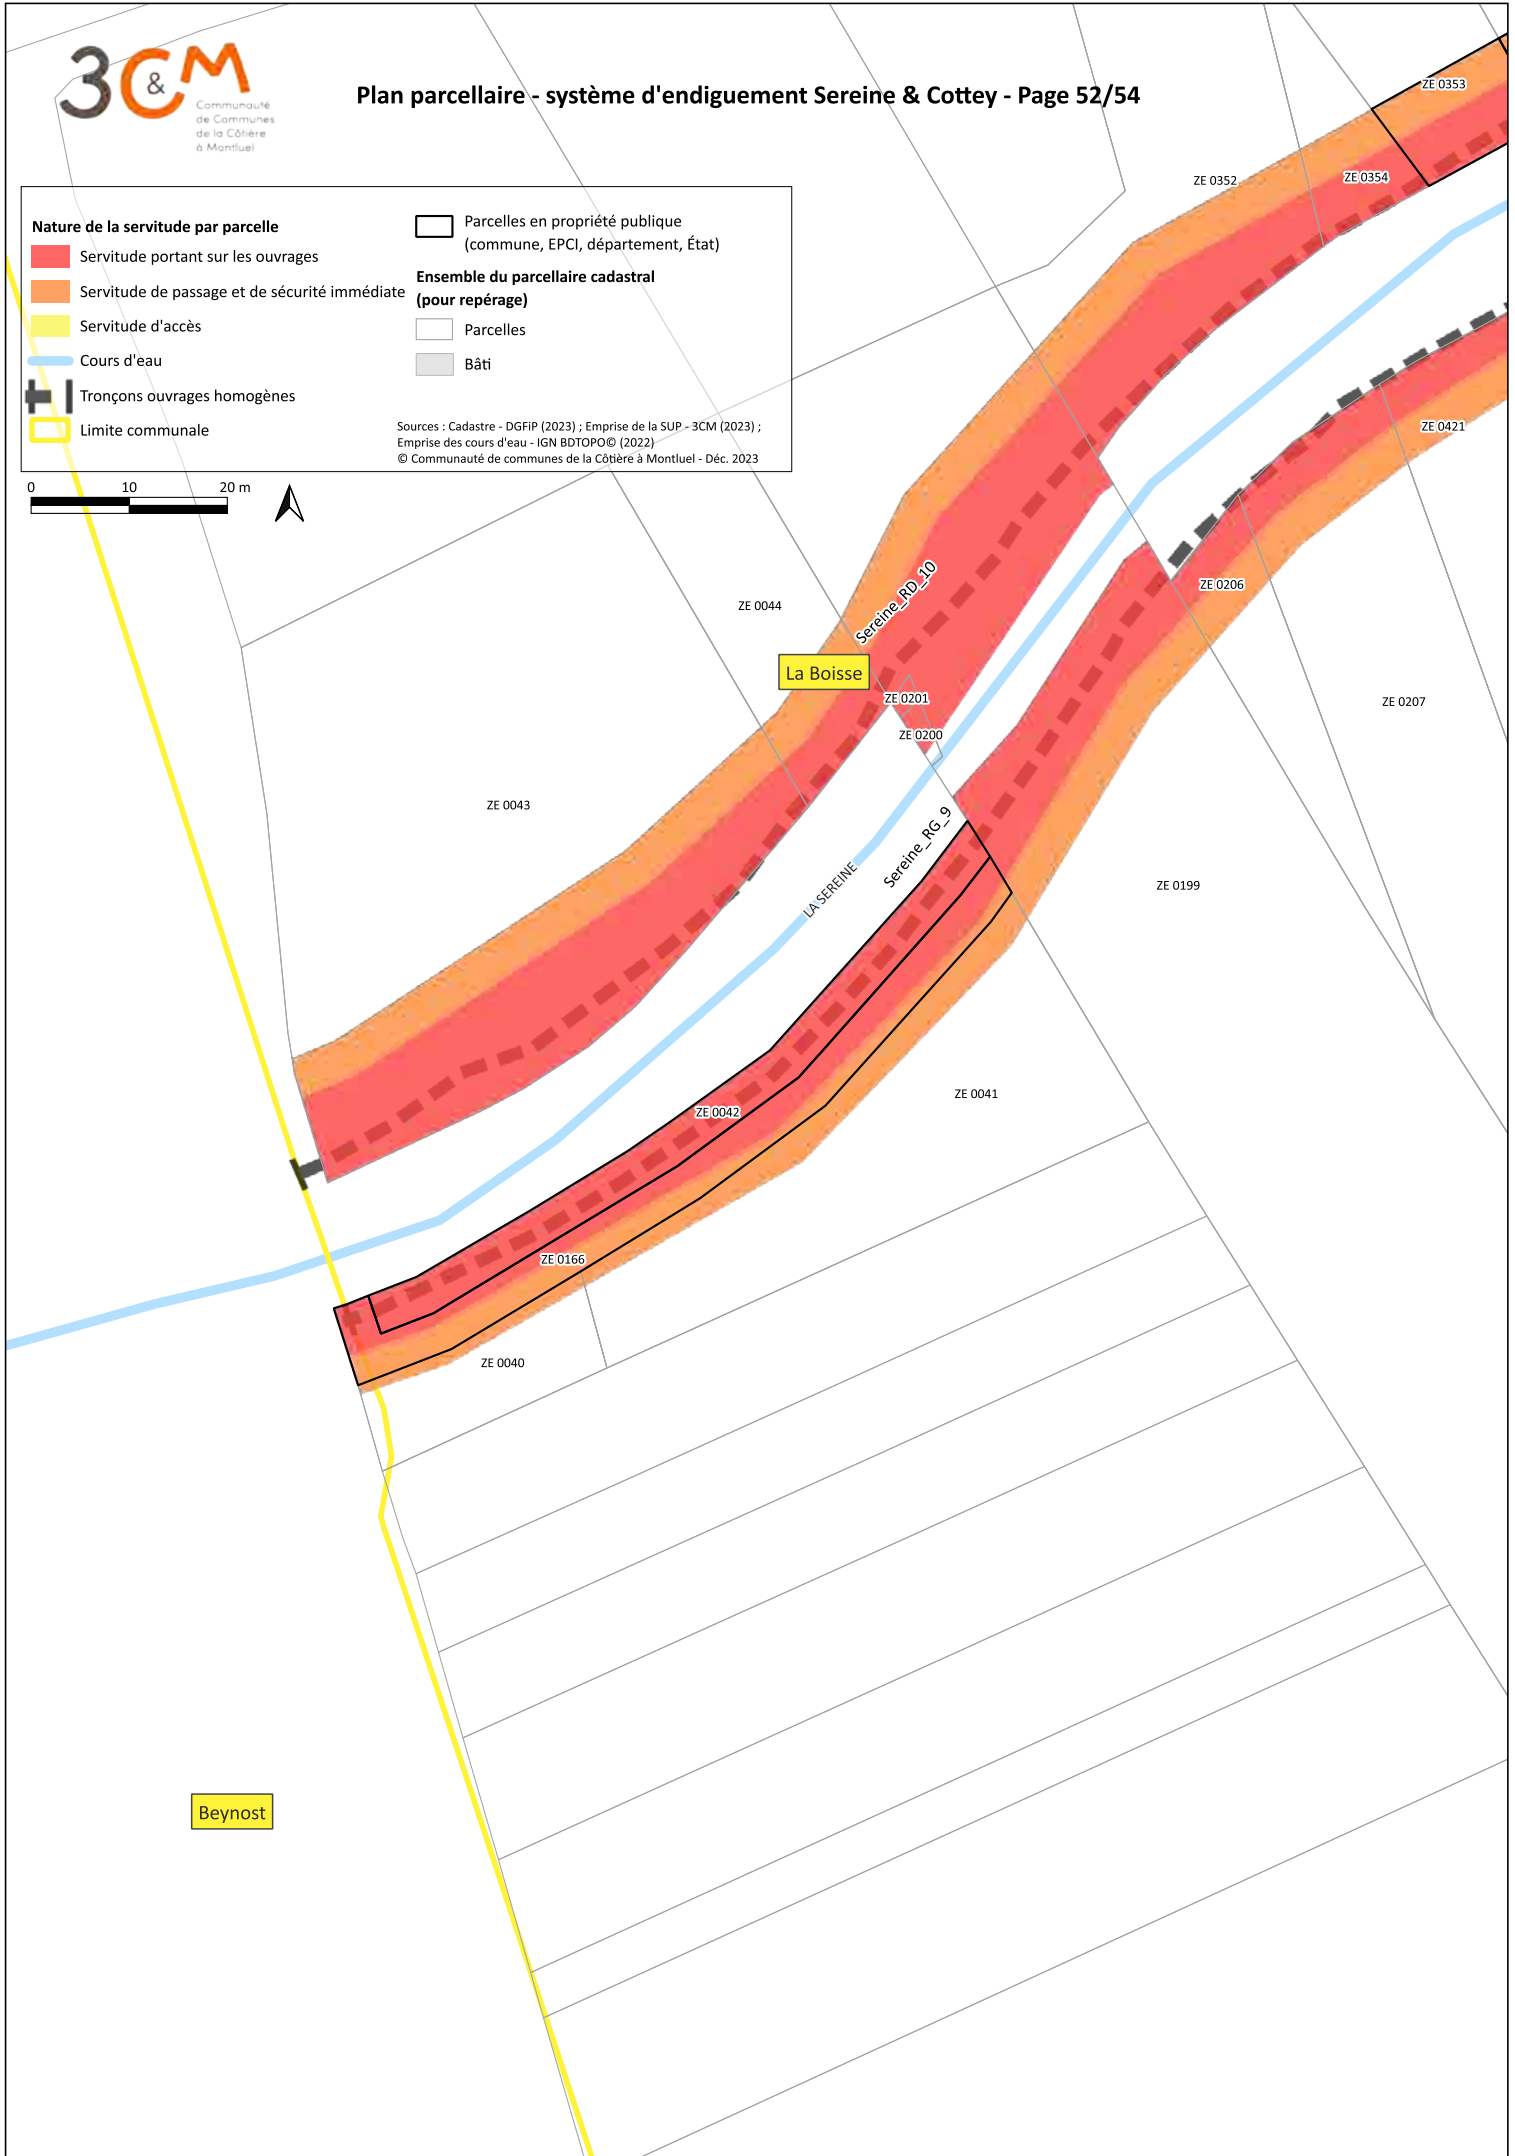 3C&M
Communauté
de Communes
de la Côtière
à Montluel
Plan parcellaire - système d'endiguement Sereine & Cottey - Page 52/54
Nature de la servitude par parcelle
Servitude portant sur les ouvrages
Servitude de passage et de sécurité immédiate
Servitude d'accès
Cours d'eau
Tronçons ouvrages homogènes
Limite communale
Parcelles en propriété publique
(commune, EPCI, département, État)
Ensemble du parcellaire cadastral
(pour repérage)
Parcelles
Bâti
Sources : Cadastre - DGFiP (2023) ; Emprise de la SUP - 3CM (2023) ;
Emprise des cours d'eau - IGN BDTOPO© (2022)
© Communauté de communes de la Côtière à Montluel - Déc. 2023
0 10 20 m
ZE 0353
ZE 0352
ZE 0354
ZE 0421
ZE 0206
ZE 0044
Sereine_RD_10
La Boisse
ZE 0201
ZE 0200
ZE 0207
ZE 0043
Sereine_RG_9
LA SEREINE
ZE 0199
ZE 0041
ZE 0042
ZE 0166
ZE 0040
Beynost